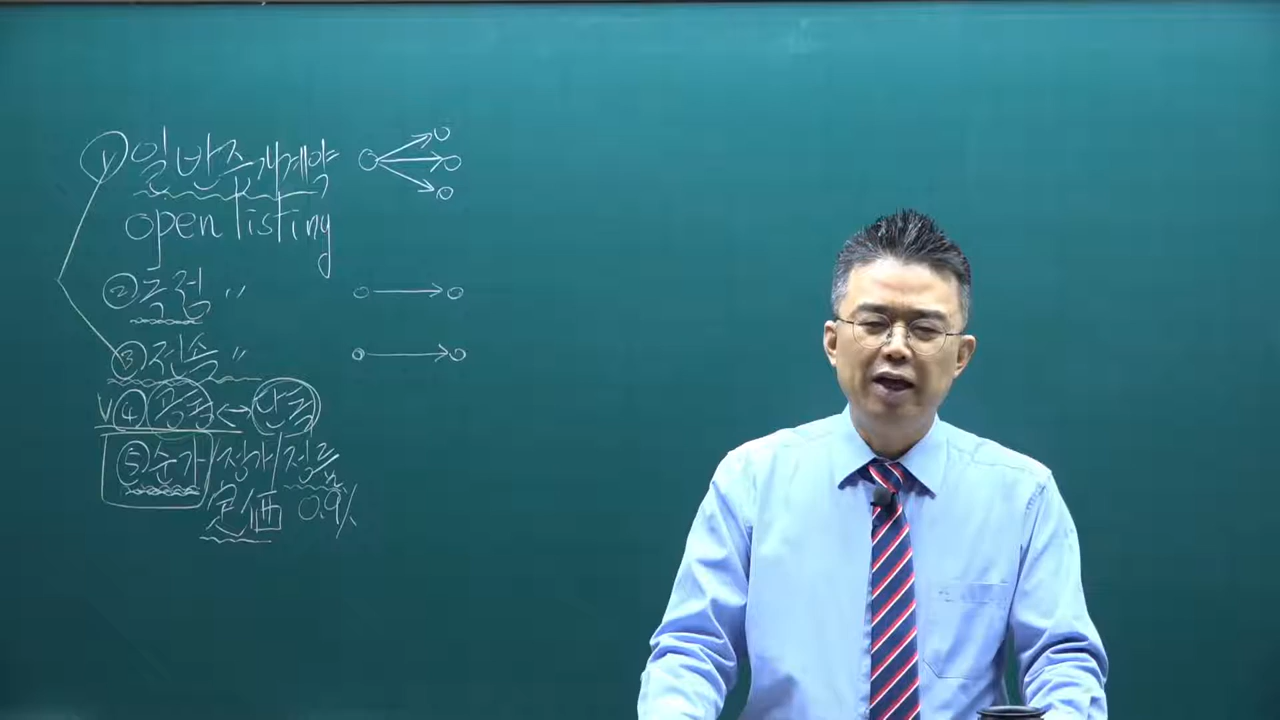 ① 일반중개계약
open listing
② 독점 〃
③ 전속 〃
∨④ 공동 ↔ 단독
⑤ 순가/정가/정률
定価 0.9%